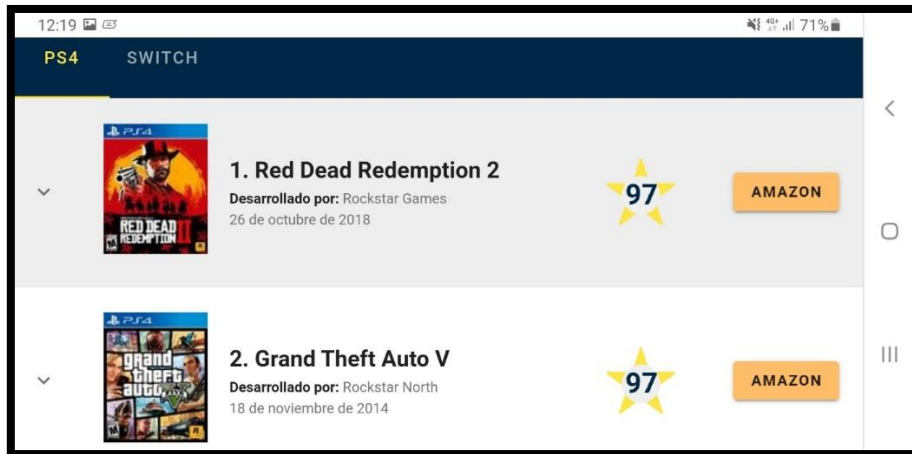 12:19
4G+ 71%
PS4 SWITCH
PS4
RED DEAD
REDEMPTION II
1. Red Dead Redemption 2
Desarrollado por: Rockstar Games
26 de octubre de 2018
97
AMAZON
PS4
grand
theft
auto V
2. Grand Theft Auto V
Desarrollado por: Rockstar North
18 de noviembre de 2014
97
AMAZON